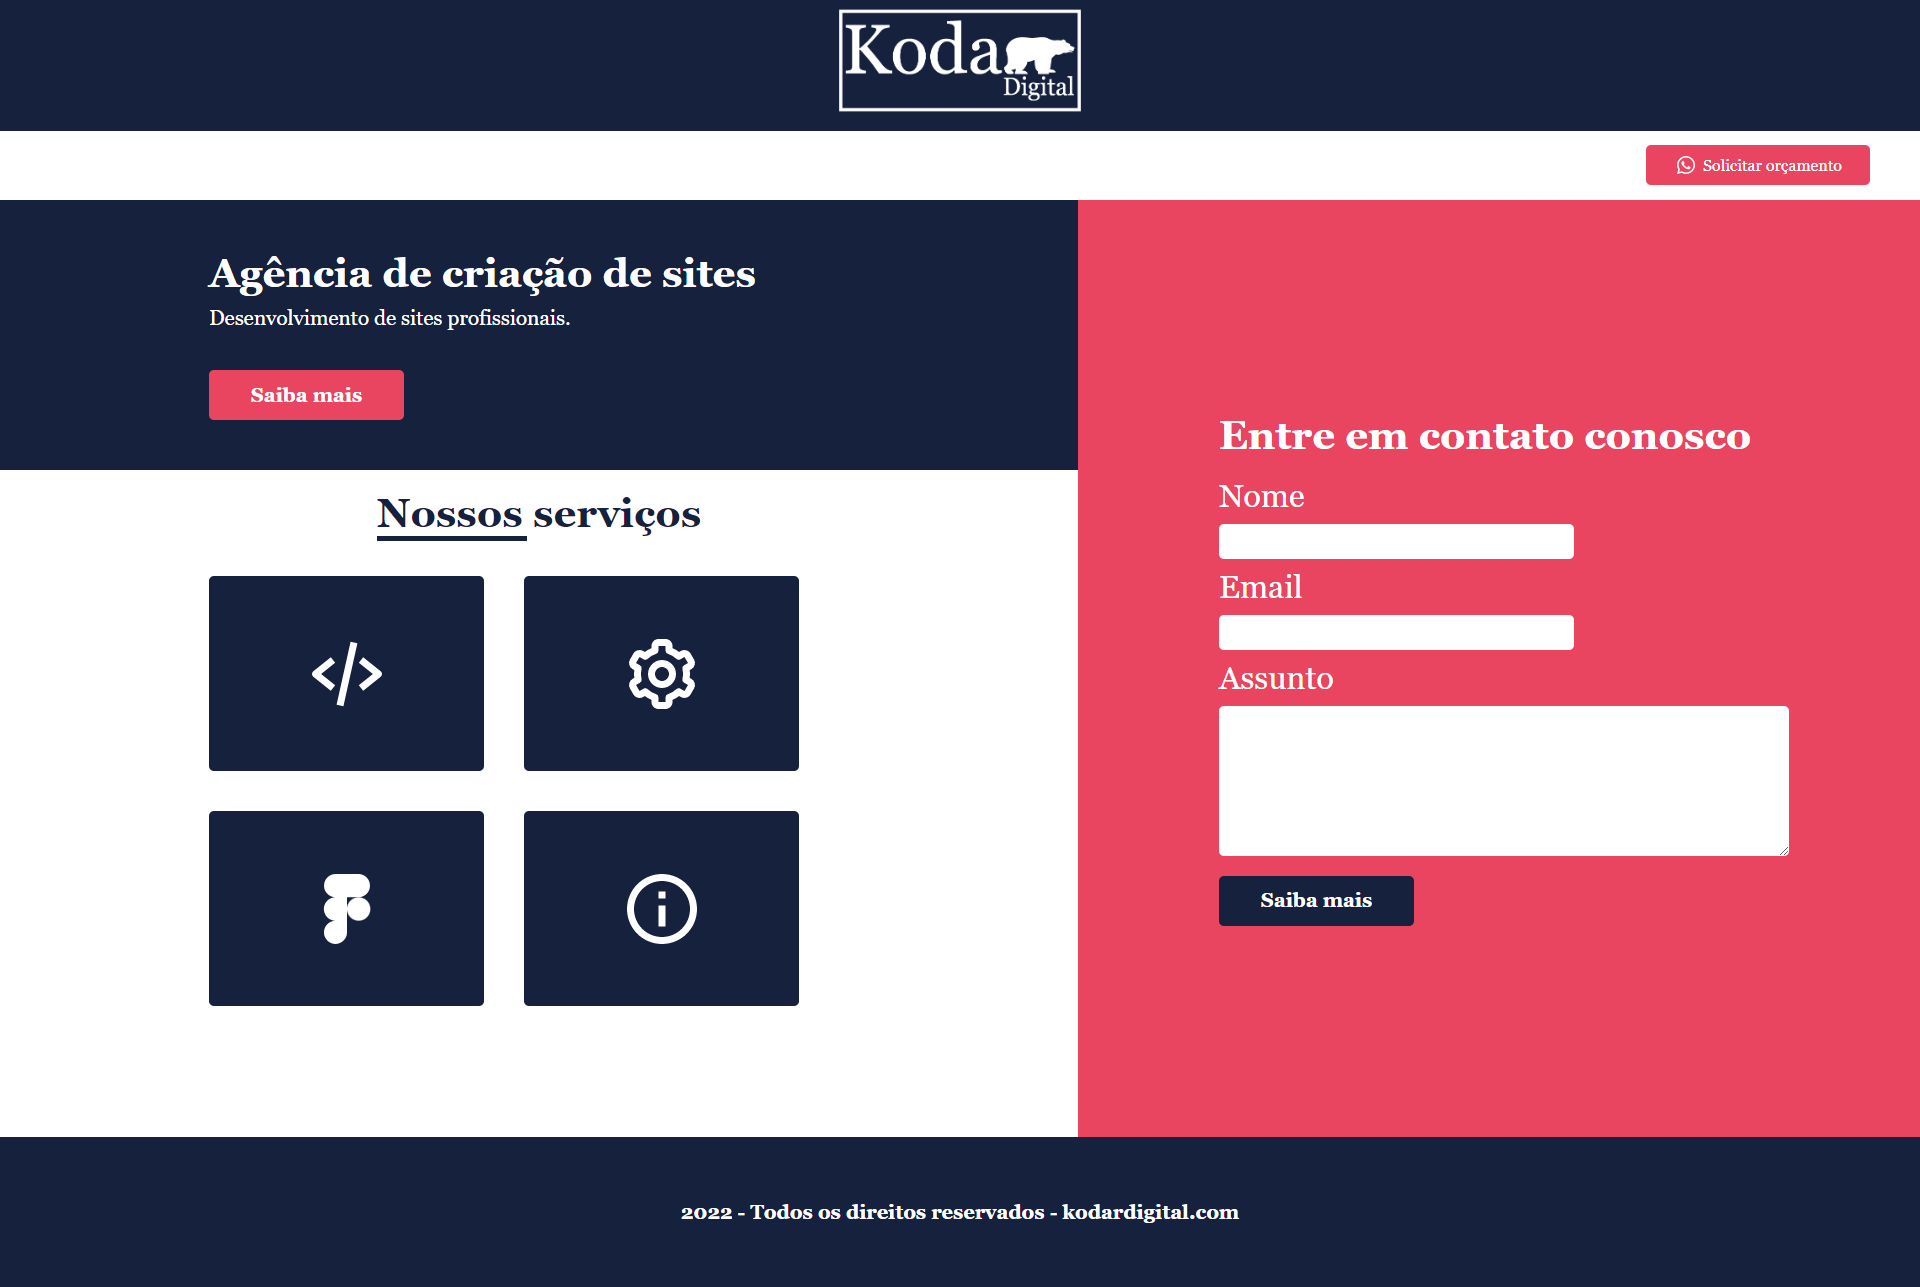 Koda
Digital
Solicitar orçamento
Agência de criação de sites
Desenvolvimento de sites profissionais.
Saiba mais
Nossos serviços
Entre em contato conosco
Nome
Email
Assunto
Saiba mais
2022 - Todos os direitos reservados - kodardigital.com